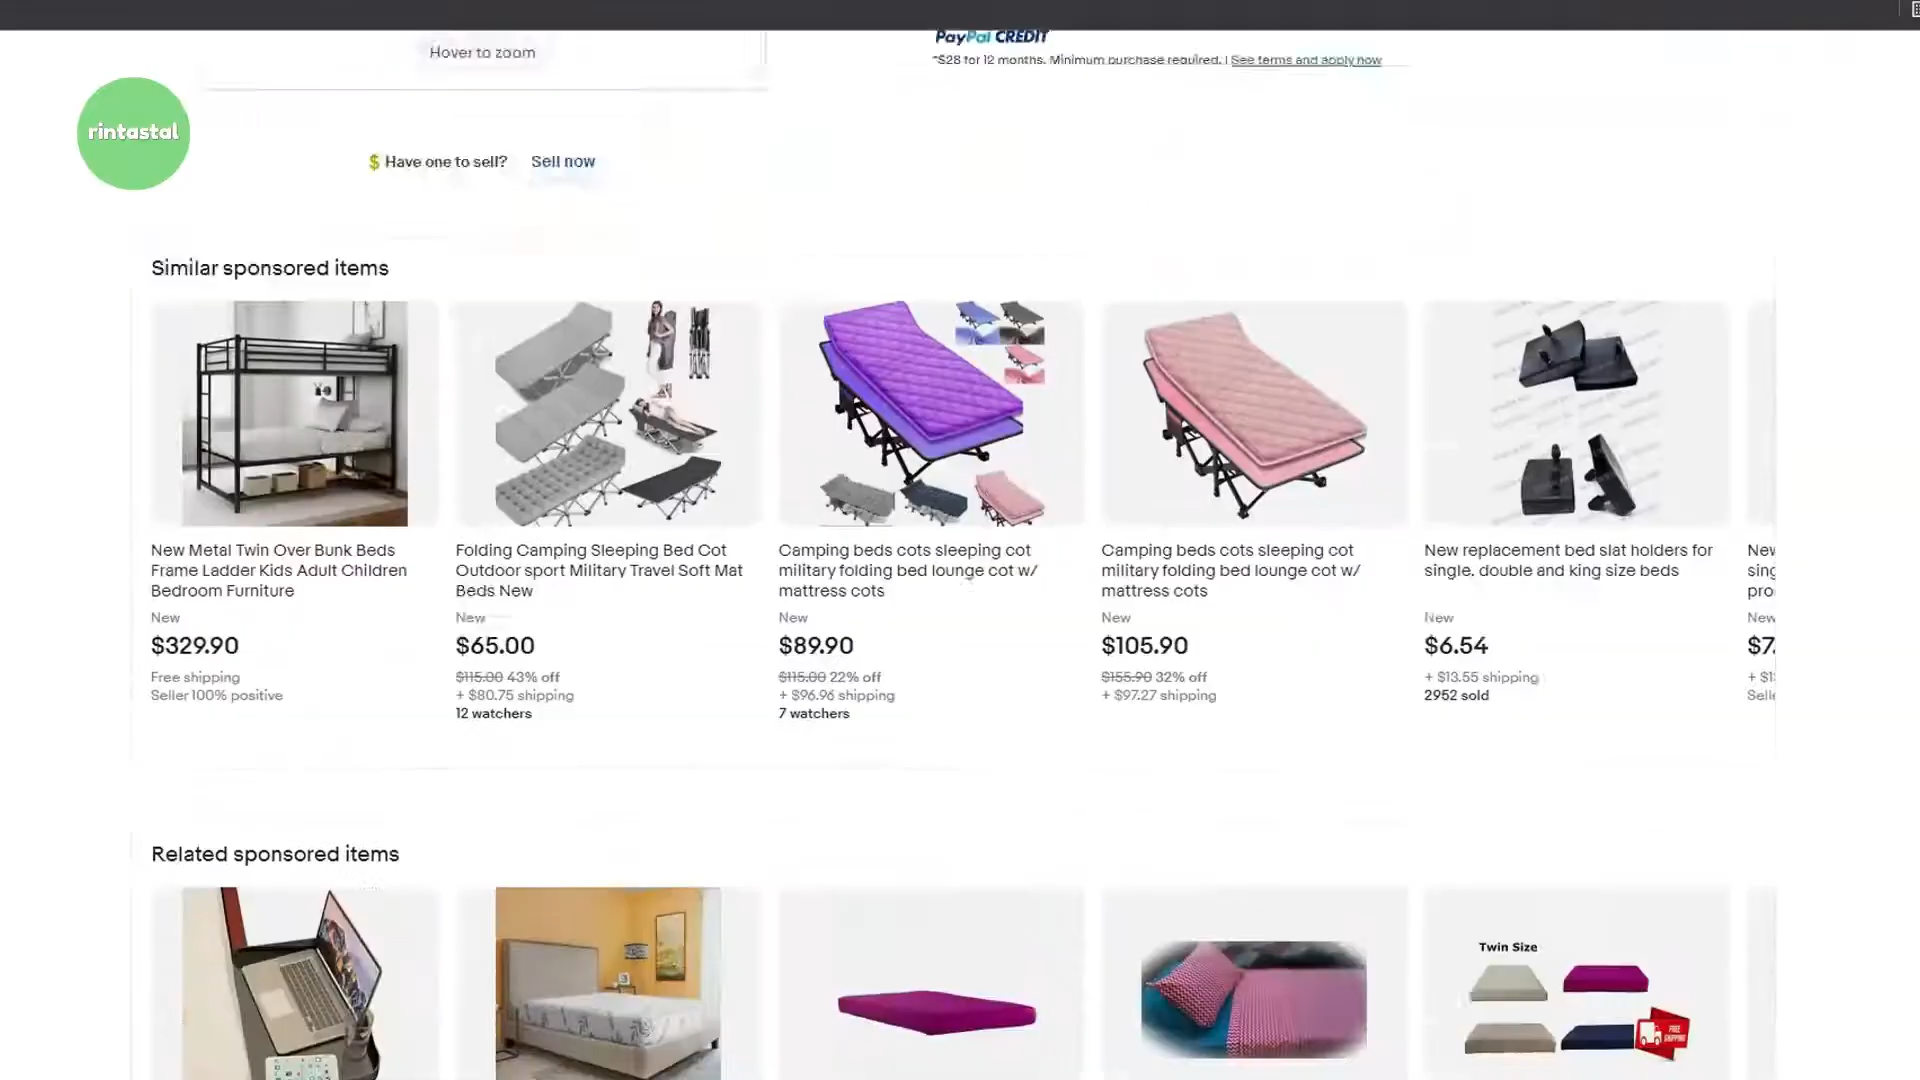 PayPal CREDIT
*$28 for 12 months. Minimum purchase required. | See terms and apply now
Hover to zoom
rintastal
$ Have one to sell? Sell now
Similar sponsored items
New Metal Twin Over Bunk Beds
Frame Ladder Kids Adult Children
Bedroom Furniture
New
$329.90
Free shipping
Seller 100% positive
Folding Camping Sleeping Bed Cot
Outdoor sport Military Travel Soft Mat
Beds New
New
$65.00
$115.00 43% off
+ $80.75 shipping
12 watchers
Camping beds cots sleeping cot
military folding bed lounge cot w/
mattress cots
New
$89.90
$115.00 22% off
+ $96.96 shipping
7 watchers
Camping beds cots sleeping cot
military folding bed lounge cot w/
mattress cots
New
$105.90
$155.90 32% off
+ $97.27 shipping
New replacement bed slat holders for
single, double and king size beds
New
$6.54
+ $13.55 shipping
2952 sold
New
$7.
Related sponsored items
Twin Size
FREE
SHIPPING